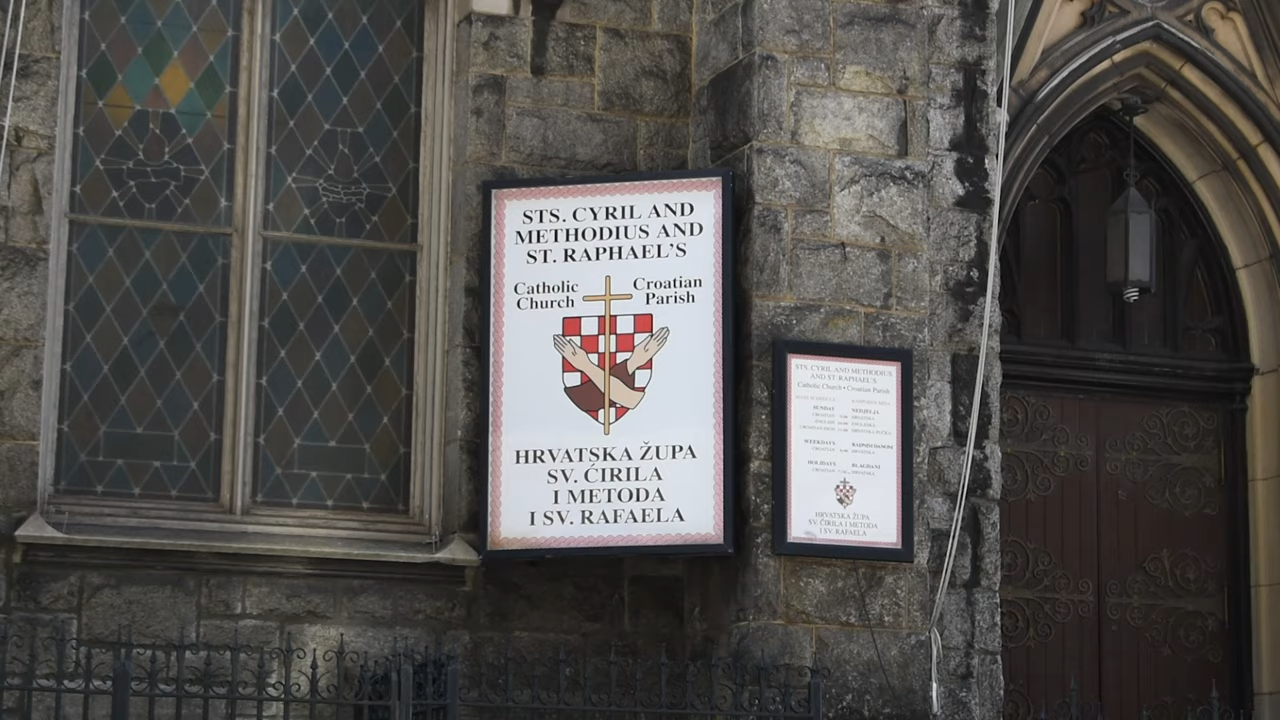 STS. CYRIL AND
METHODIUS AND
ST. RAPHAEL'S
Catholic
Church
Croatian
Parish
HRVATSKA ŽUPA
SV. ĆIRILA
I METODA
I SV. RAFAELA
STS. CYRIL AND METHODIUS
AND ST. RAPHAEL'S
Catholic Church • Croatian Parish
SUNDAY NEDJELJA
WEEKDAYS RADNIM DANOM
HOLIDAYS BLAGDANI
HRVATSKA ŽUPA
SV. ĆIRILA I METODA
I SV. RAFAELA